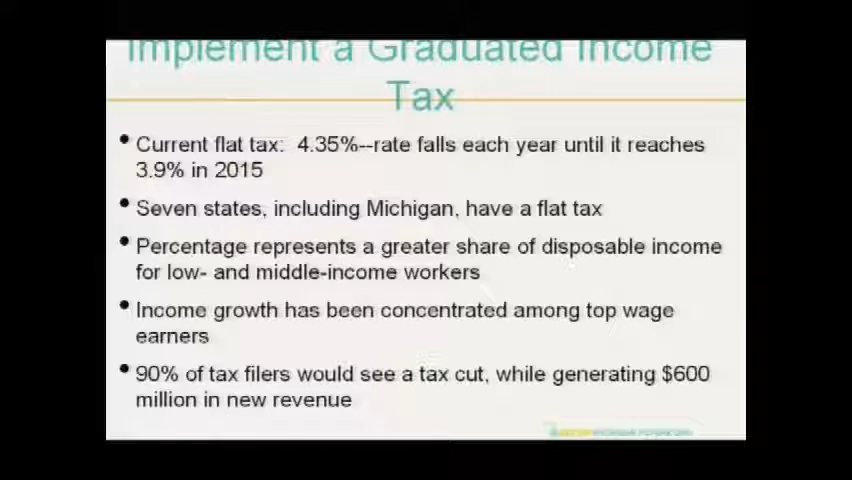 Implement a Graduated Income
Tax
• Current flat tax:  4.35%--rate falls each year until it reaches
3.9% in 2015
• Seven states, including Michigan, have a flat tax
• Percentage represents a greater share of disposable income
for low- and middle-income workers
• Income growth has been concentrated among top wage
earners
• 90% of tax filers would see a tax cut, while generating $600
million in new revenue